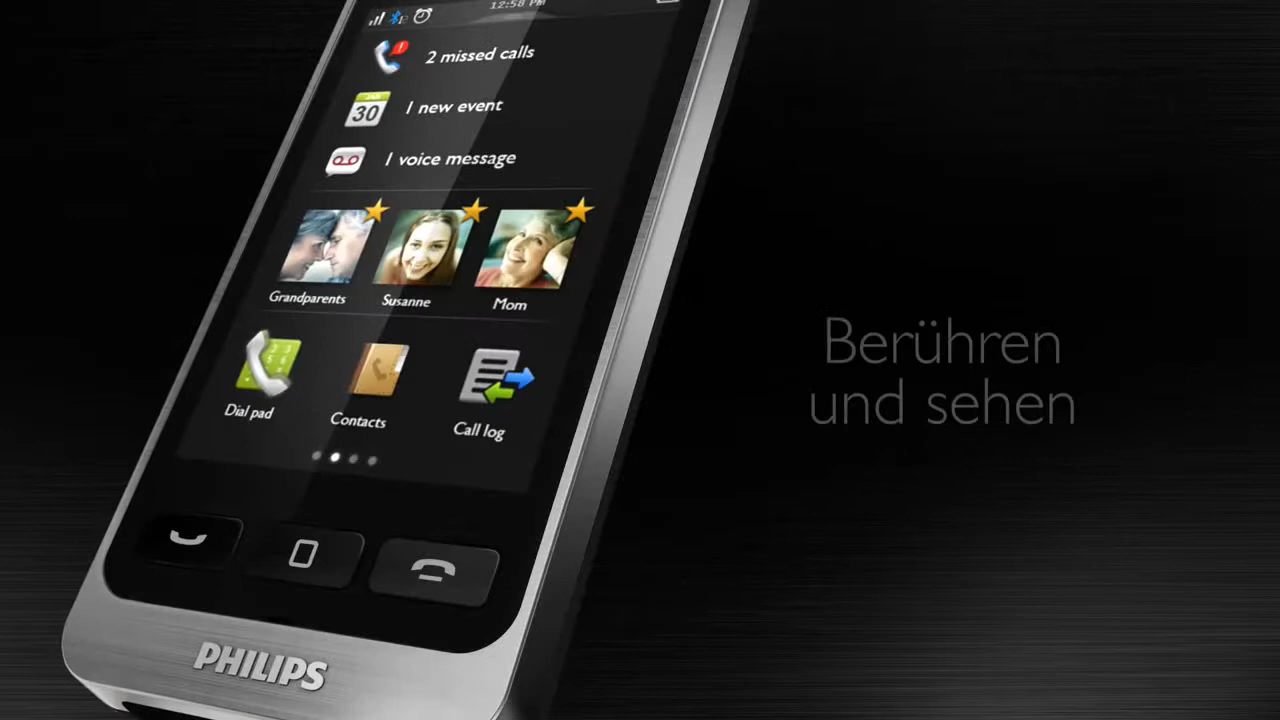 12:58 PM
2 missed calls
JAN
30
1 new event
1 voice message
Grandparents
Susanne
Mom
Dial pad
Contacts
Call log
Berühren
und sehen
PHILIPS